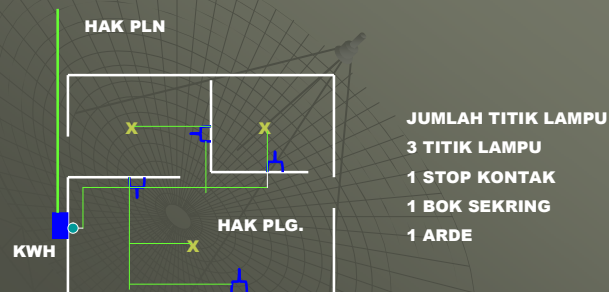 HAK PLN
X
X
JUMLAH TITIK LAMPU
3 TITIK LAMPU
1 STOP KONTAK
1 BOK SEKRING
1 ARDE
HAK PLG.
KWH
X